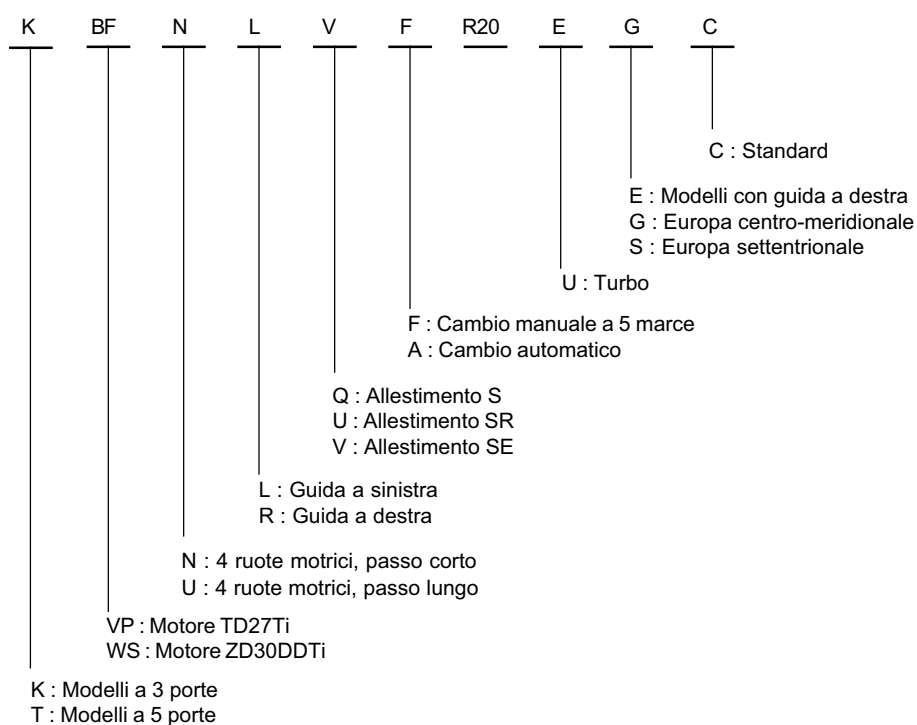 K BF N L V F R20 E G C
C : Standard
E : Modelli con guida a destra
G : Europa centro-meridionale
S : Europa settentrionale
U : Turbo
F : Cambio manuale a 5 marce
A : Cambio automatico
Q : Allestimento S
U : Allestimento SR
V : Allestimento SE
L : Guida a sinistra
R : Guida a destra
N : 4 ruote motrici, passo corto
U : 4 ruote motrici, passo lungo
VP : Motore TD27Ti
WS : Motore ZD30DDTi
K : Modelli a 3 porte
T : Modelli a 5 porte